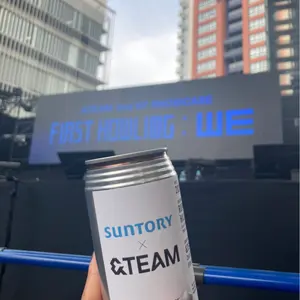 FIRST HOWLING : WE
SUNTORY
×
&TEAM